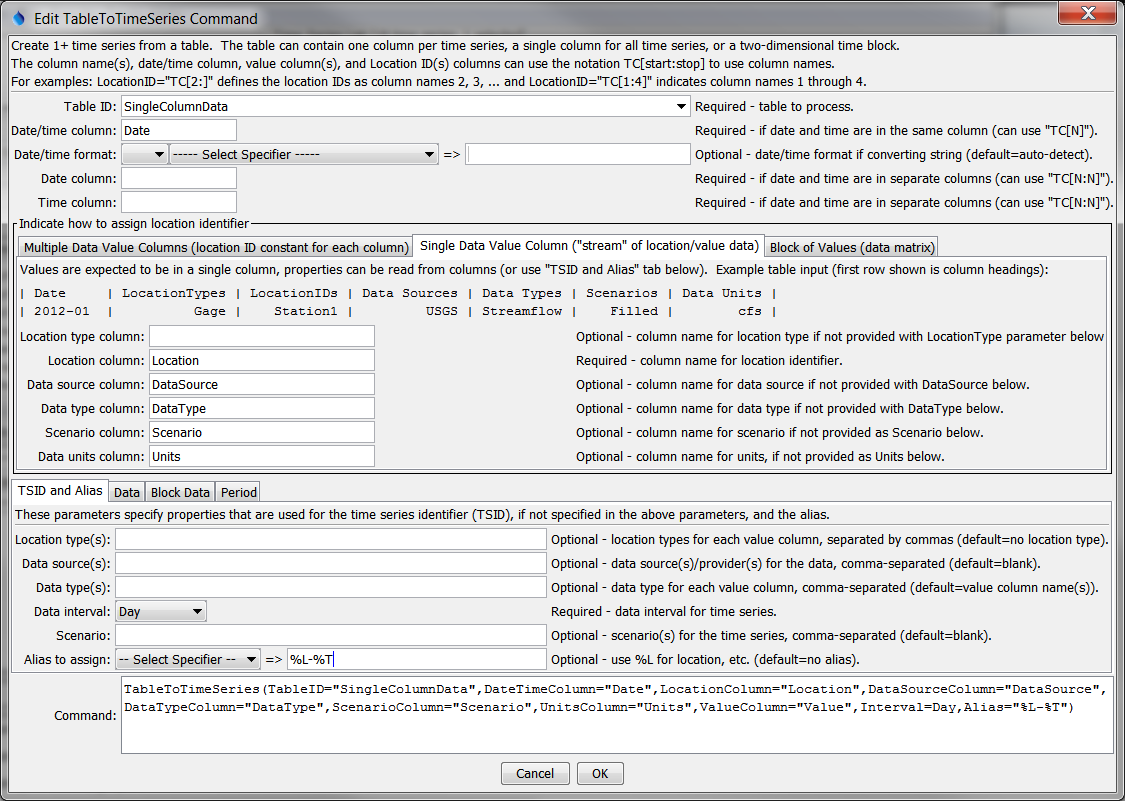 Edit TableToTimeSeries Command
Create 1+ time series from a table.  The table can contain one column per time series, a single column for all time series, or a two-dimensional time block.
The column name(s), date/time column, value column(s), and Location ID(s) columns can use the notation TC[start:stop] to use column names.
For examples: LocationID="TC[2:]" defines the location IDs as column names 2, 3, ... and LocationID="TC[1:4]" indicates column names 1 through 4.
Table ID: SingleColumnData Required - table to process.
Date/time column: Date Required - if date and time are in the same column (can use "TC[N]").
Date/time format: ----- Select Specifier ----- => Optional - date/time format if converting string (default=auto-detect).
Date column: Required - if date and time are in separate columns (can use "TC[N:N]").
Time column: Required - if date and time are in separate columns (can use "TC[N:N]").
Indicate how to assign location identifier
Multiple Data Value Columns (location ID constant for each column) Single Data Value Column ("stream" of location/value data) Block of Values (data matrix)
Values are expected to be in a single column, properties can be read from columns (or use "TSID and Alias" tab below).  Example table input (first row shown is column headings):
| Date | LocationTypes | LocationIDs | Data Sources | Data Types | Scenarios | Data Units |
| 2012-01 | Gage | Station1 | USGS | Streamflow | Filled | cfs |
Location type column: Optional - column name for location type if not provided with LocationType parameter below
Location column: Location Required - column name for location identifier.
Data source column: DataSource Optional - column name for data source if not provided with DataSource below.
Data type column: DataType Optional - column name for data type if not provided with DataType below.
Scenario column: Scenario Optional - column name for scenario if not provided as Scenario below.
Data units column: Units Optional - column name for units, if not provided as Units below.
TSID and Alias Data Block Data Period
These parameters specify properties that are used for the time series identifier (TSID), if not specified in the above parameters, and the alias.
Location type(s): Optional - location types for each value column, separated by commas (default=no location type).
Data source(s): Optional - data source(s)/provider(s) for the data, comma-separated (default=blank).
Data type(s): Optional - data type for each value column, comma-separated (default=value column name(s)).
Data interval: Day Required - data interval for time series.
Scenario: Optional - scenario(s) for the time series, comma-separated (default=blank).
Alias to assign: -- Select Specifier -- => %L-%T Optional - use %L for location, etc. (default=no alias).
Command: TableToTimeSeries(TableID="SingleColumnData",DateTimeColumn="Date",LocationColumn="Location",DataSourceColumn="DataSource",
DataTypeColumn="DataType",ScenarioColumn="Scenario",UnitsColumn="Units",ValueColumn="Value",Interval=Day,Alias="%L-%T")
Cancel OK